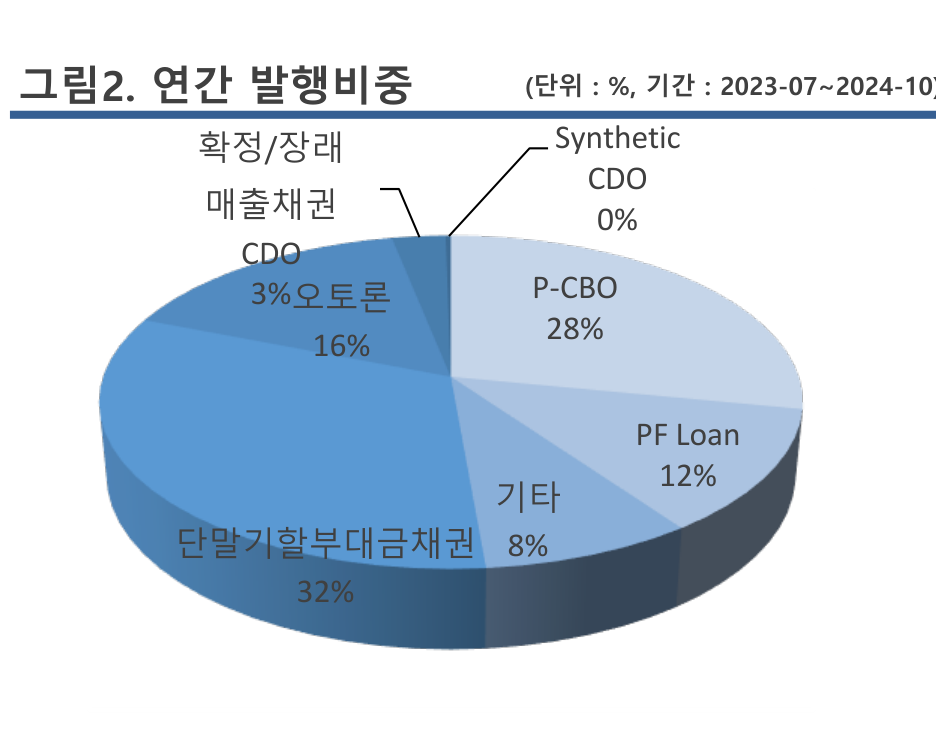 그림2. 연간 발행비중
(단위 : %, 기간 : 2023-07~2024-10)
확정/장래
매출채권
CDO
3%
Synthetic
CDO
0%
오토론
16%
P-CBO
28%
PF Loan
12%
기타
8%
단말기할부대금채권
32%